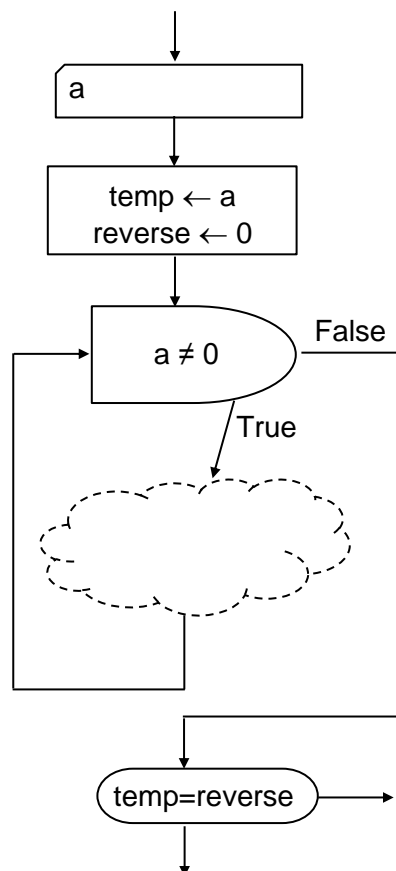 a
temp ← a
reverse ← 0
a ≠ 0
False
True
temp=reverse